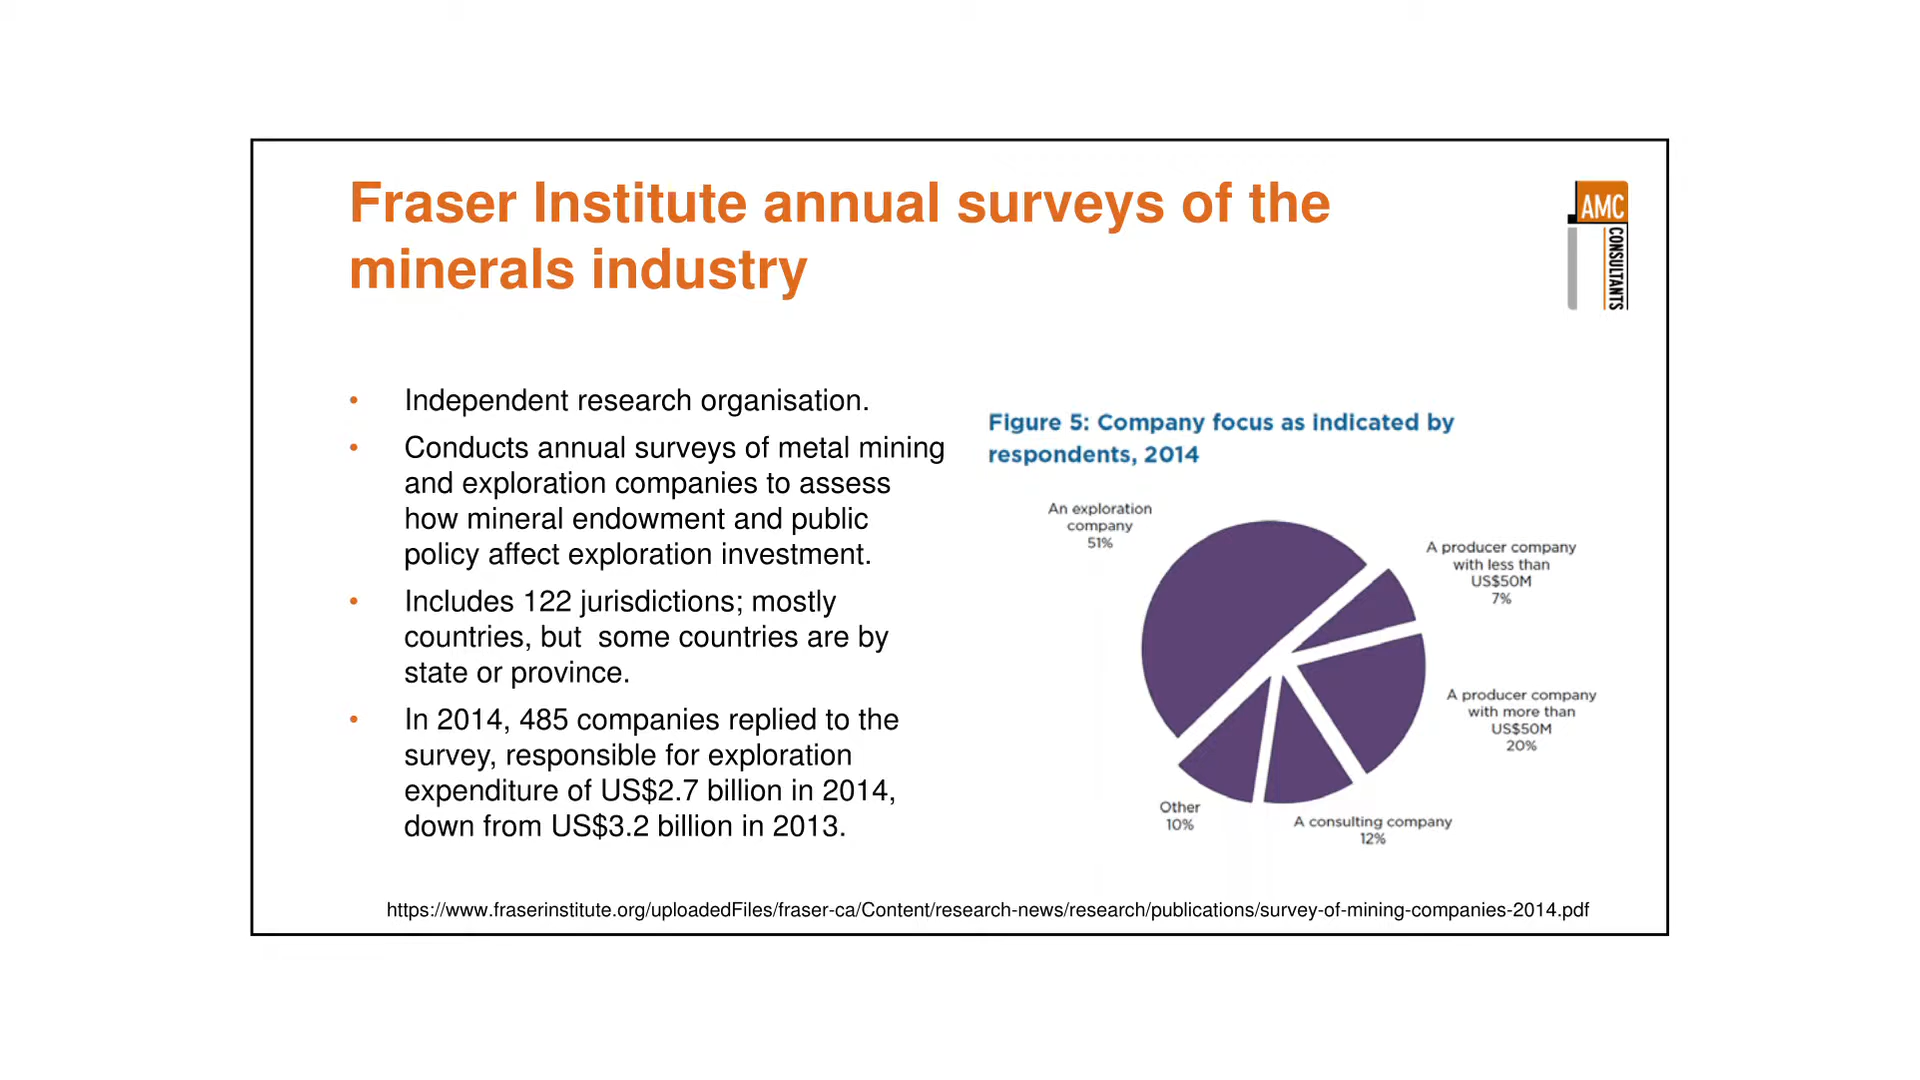 Fraser Institute annual surveys of the
minerals industry
AMC
CONSULTANTS
• Independent research organisation.
• Conducts annual surveys of metal mining
and exploration companies to assess
how mineral endowment and public
policy affect exploration investment.
• Includes 122 jurisdictions; mostly
countries, but  some countries are by
state or province.
• In 2014, 485 companies replied to the
survey, responsible for exploration
expenditure of US$2.7 billion in 2014,
down from US$3.2 billion in 2013.
Figure 5: Company focus as indicated by
respondents, 2014
An exploration
company
51%
A producer company
with less than
US$50M
7%
A producer company
with more than
US$50M
20%
Other
10%
A consulting company
12%
https://www.fraserinstitute.org/uploadedFiles/fraser-ca/Content/research-news/research/publications/survey-of-mining-companies-2014.pdf